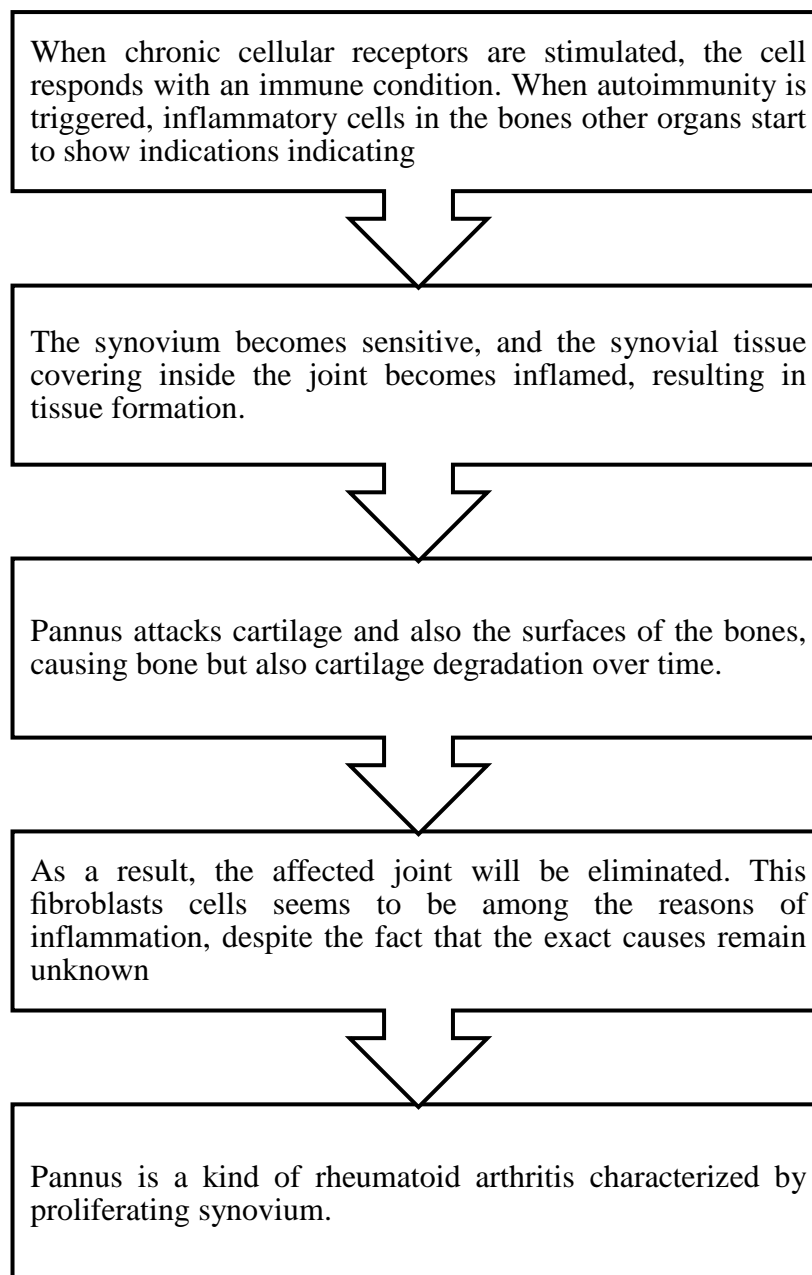 When chronic cellular receptors are stimulated, the cell
responds with an immune condition. When autoimmunity is
triggered, inflammatory cells in the bones other organs start
to show indications indicating
The synovium becomes sensitive, and the synovial tissue
covering inside the joint becomes inflamed, resulting in
tissue formation.
Pannus attacks cartilage and also the surfaces of the bones,
causing bone but also cartilage degradation over time.
As a result, the affected joint will be eliminated. This
fibroblasts cells seems to be among the reasons of
inflammation, despite the fact that the exact causes remain
unknown
Pannus is a kind of rheumatoid arthritis characterized by
proliferating synovium.